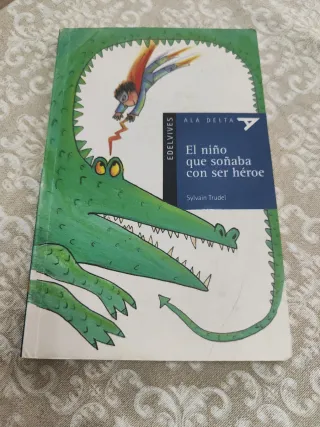 EDELVIVES
ALA DELTA
El niño
que soñaba
con ser héroe
Sylvain Trudel